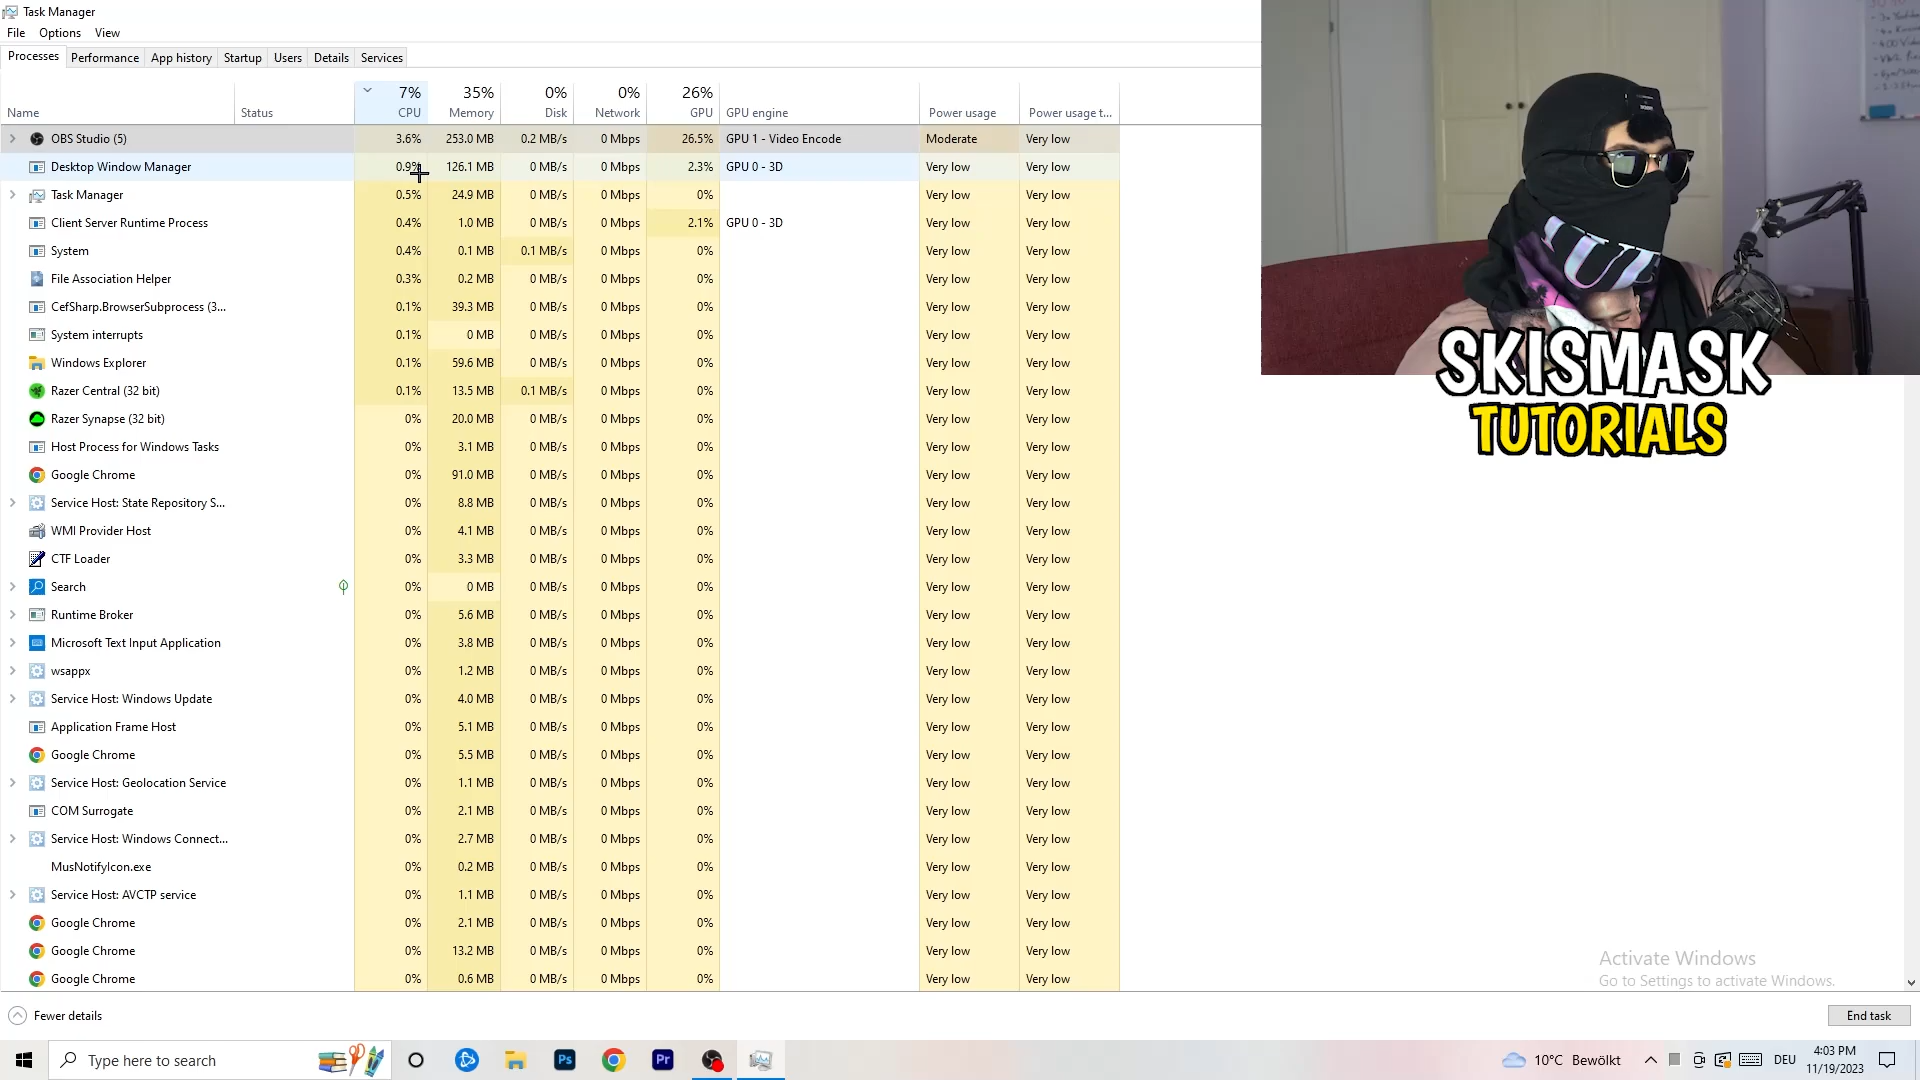 Task Manager
File Options View
Processes Performance App history Startup Users Details Services
7% 35% 0% 0% 26%
Name Status CPU Memory Disk Network GPU GPU engine Power usage Power usage t...
OBS Studio (5) 3.6% 253.0 MB 0.2 MB/s 0 Mbps 26.5% GPU 1 - Video Encode Moderate Very low
Desktop Window Manager 0.9% 126.1 MB 0 MB/s 0 Mbps 2.3% GPU 0 - 3D Very low Very low
Task Manager 0.5% 24.9 MB 0 MB/s 0 Mbps 0% Very low Very low
Client Server Runtime Process 0.4% 1.0 MB 0 MB/s 0 Mbps 2.1% GPU 0 - 3D Very low Very low
System 0.4% 0.1 MB 0.1 MB/s 0 Mbps 0% Very low Very low
File Association Helper 0.3% 0.2 MB 0 MB/s 0 Mbps 0% Very low Very low
CefSharp.BrowserSubprocess (3... 0.1% 39.3 MB 0 MB/s 0 Mbps 0% Very low Very low
System interrupts 0.1% 0 MB 0 MB/s 0 Mbps 0% Very low Very low
Windows Explorer 0.1% 59.6 MB 0 MB/s 0 Mbps 0% Very low Very low
Razer Central (32 bit) 0.1% 13.5 MB 0.1 MB/s 0 Mbps 0% Very low Very low
Razer Synapse (32 bit) 0% 20.0 MB 0 MB/s 0 Mbps 0% Very low Very low
Host Process for Windows Tasks 0% 3.1 MB 0 MB/s 0 Mbps 0% Very low Very low
Google Chrome 0% 91.0 MB 0 MB/s 0 Mbps 0% Very low Very low
Service Host: State Repository S... 0% 8.8 MB 0 MB/s 0 Mbps 0% Very low Very low
WMI Provider Host 0% 4.1 MB 0 MB/s 0 Mbps 0% Very low Very low
CTF Loader 0% 3.3 MB 0 MB/s 0 Mbps 0% Very low Very low
Search 0% 0 MB 0 MB/s 0 Mbps 0% Very low Very low
Runtime Broker 0% 5.6 MB 0 MB/s 0 Mbps 0% Very low Very low
Microsoft Text Input Application 0% 3.8 MB 0 MB/s 0 Mbps 0% Very low Very low
wsappx 0% 1.2 MB 0 MB/s 0 Mbps 0% Very low Very low
Service Host: Windows Update 0% 4.0 MB 0 MB/s 0 Mbps 0% Very low Very low
Application Frame Host 0% 5.1 MB 0 MB/s 0 Mbps 0% Very low Very low
Google Chrome 0% 5.5 MB 0 MB/s 0 Mbps 0% Very low Very low
Service Host: Geolocation Service 0% 1.1 MB 0 MB/s 0 Mbps 0% Very low Very low
COM Surrogate 0% 2.1 MB 0 MB/s 0 Mbps 0% Very low Very low
Service Host: Windows Connect... 0% 2.7 MB 0 MB/s 0 Mbps 0% Very low Very low
MusNotifyIcon.exe 0% 0.2 MB 0 MB/s 0 Mbps 0% Very low Very low
Service Host: AVCTP service 0% 1.1 MB 0 MB/s 0 Mbps 0% Very low Very low
Google Chrome 0% 2.1 MB 0 MB/s 0 Mbps 0% Very low Very low
Google Chrome 0% 13.2 MB 0 MB/s 0 Mbps 0% Very low Very low
Google Chrome 0% 0.6 MB 0 MB/s 0 Mbps 0% Very low Very low
SKISMASK
TUTORIALS
Activate Windows
Go to Settings to activate Windows.
Fewer details End task
Type here to search Ps Pr 10°C Bewölkt DEU 4:03 PM
11/19/2023